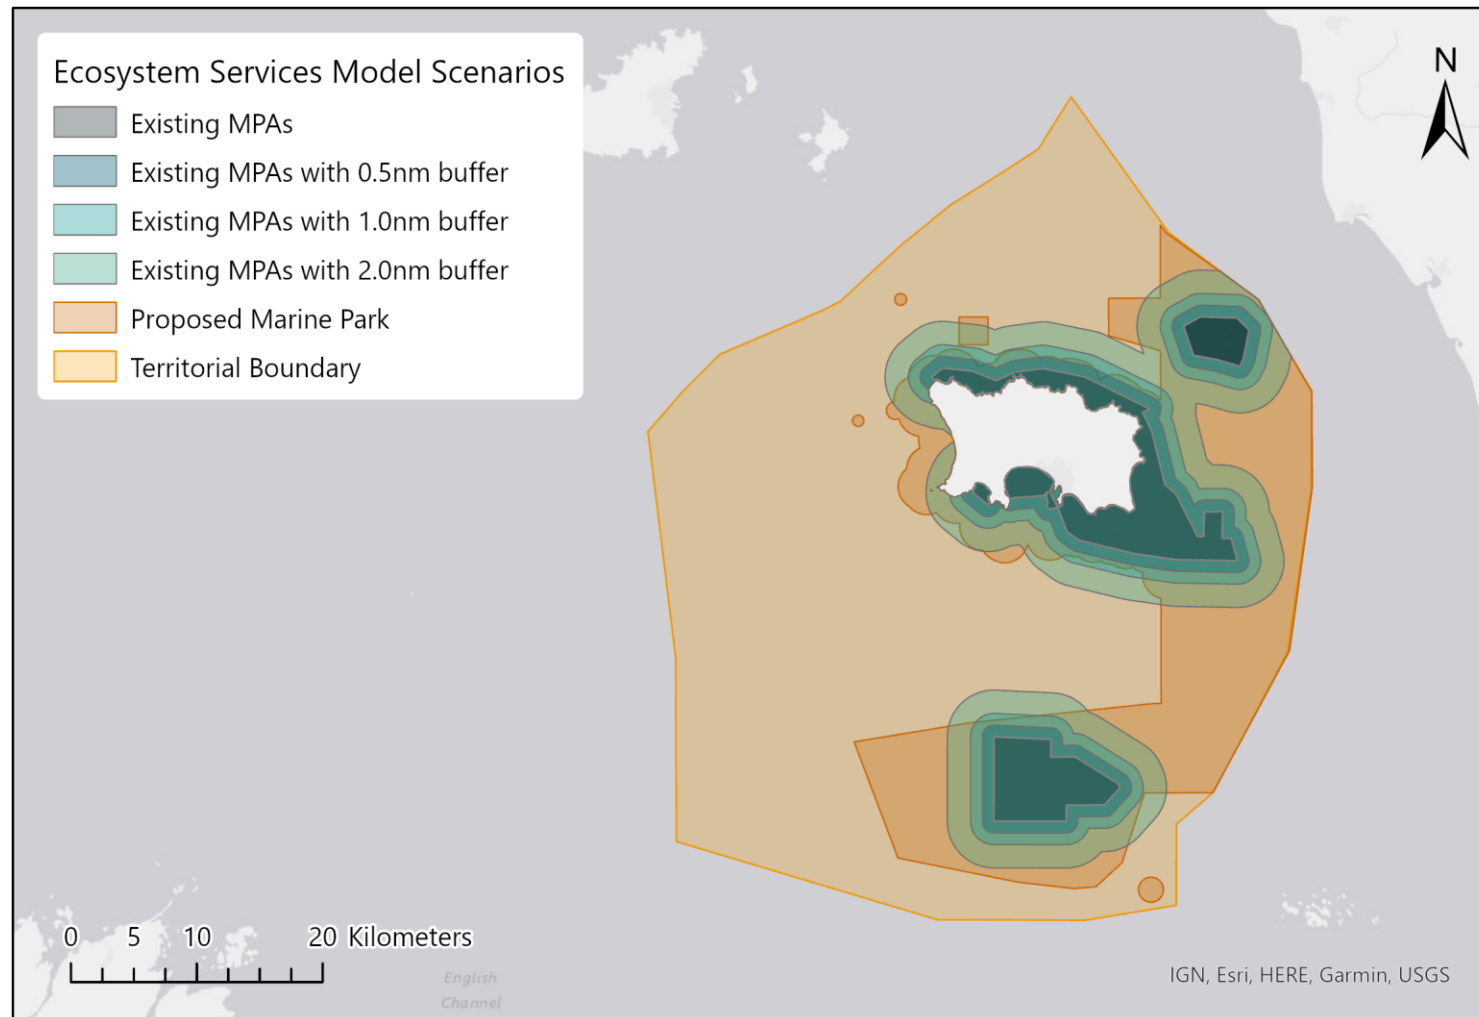 Ecosystem Services Model Scenarios
Existing MPAs
Existing MPAs with 0.5nm buffer
Existing MPAs with 1.0nm buffer
Existing MPAs with 2.0nm buffer
Proposed Marine Park
Territorial Boundary
N
0 5 10 20 Kilometers
English
Channel
IGN, Esri, HERE, Garmin, USGS